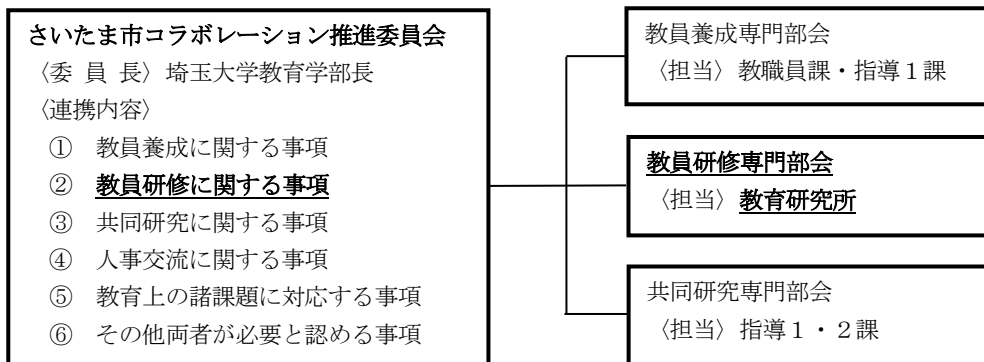 さいたま市コラボレーション推進委員会
〈委 員 長〉埼玉大学教育学部長
〈連携内容〉
① 教員養成に関する事項
② 教員研修に関する事項
③ 共同研究に関する事項
④ 人事交流に関する事項
⑤ 教育上の諸課題に対応する事項
⑥ その他両者が必要と認める事項
教員養成専門部会
〈担当〉教職員課・指導1課
教員研修専門部会
〈担当〉教育研究所
共同研究専門部会
〈担当〉指導1・2課